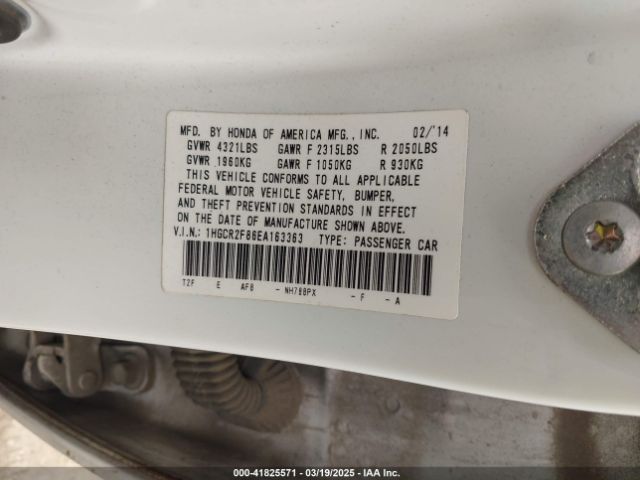 MFD. BY HONDA OF AMERICA MFG., INC. 02/'14
GVWR 4321LBS GAWR F 2315LBS R 2050LBS
GVWR 1960KG GAWR F 1050KG R 930KG
THIS VEHICLE CONFORMS TO ALL APPLICABLE
FEDERAL MOTOR VEHICLE SAFETY, BUMPER,
AND THEFT PREVENTION STANDARDS IN EFFECT
ON THE DATE OF MANUFACTURE SHOWN ABOVE.
V.I.N.: 1HGCR2F86EA163363 TYPE: PASSENGER CAR
T2F E AF8 - NH788PX - F - A
000-41825571 | 03/19/2025 | IAA Inc.